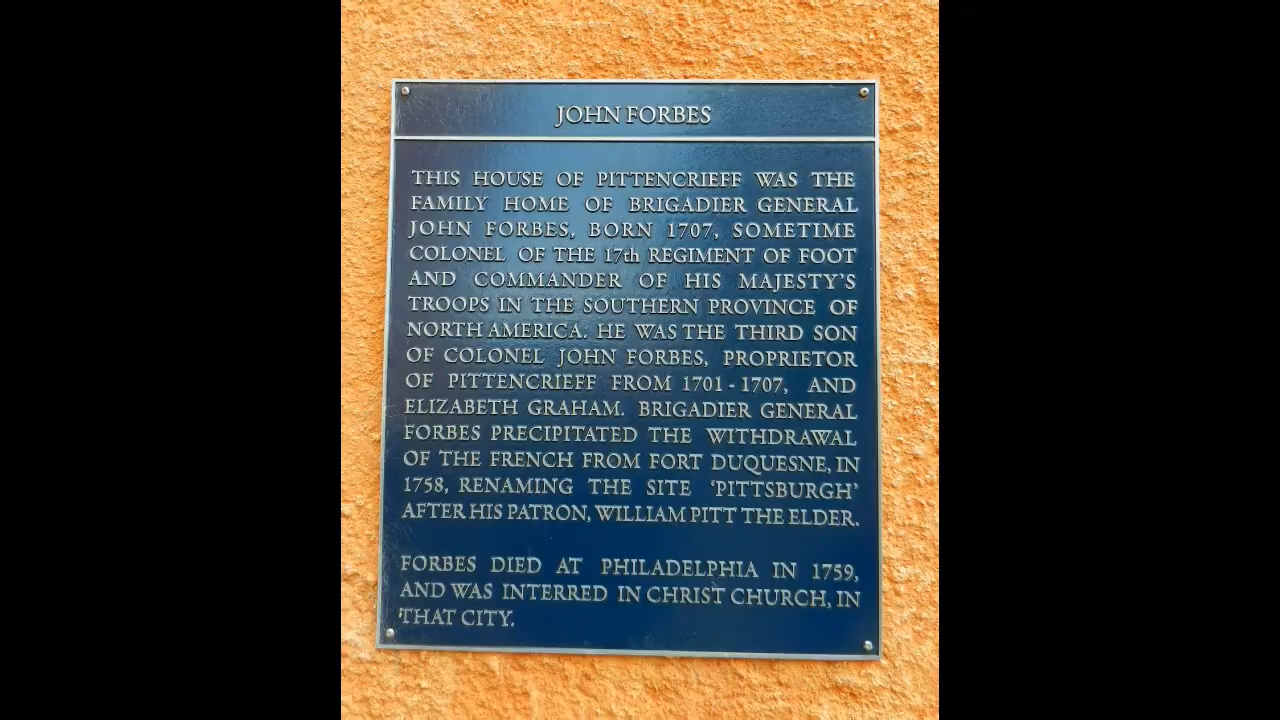 JOHN FORBES
THIS HOUSE OF PITTENCRIEFF WAS THE
FAMILY HOME OF BRIGADIER GENERAL
JOHN FORBES, BORN 1707, SOMETIME
COLONEL OF THE 17th REGIMENT OF FOOT
AND COMMANDER OF HIS MAJESTY'S
TROOPS IN THE SOUTHERN PROVINCE OF
NORTH AMERICA. HE WAS THE THIRD SON
OF COLONEL JOHN FORBES, PROPRIETOR
OF PITTENCRIEFF FROM 1701 - 1707, AND
ELIZABETH GRAHAM. BRIGADIER GENERAL
FORBES PRECIPITATED THE WITHDRAWAL
OF THE FRENCH FROM FORT DUQUESNE, IN
1758, RENAMING THE SITE 'PITTSBURGH'
AFTER HIS PATRON, WILLIAM PITT THE ELDER.
FORBES DIED AT PHILADELPHIA IN 1759,
AND WAS INTERRED IN CHRIST CHURCH, IN
THAT CITY.